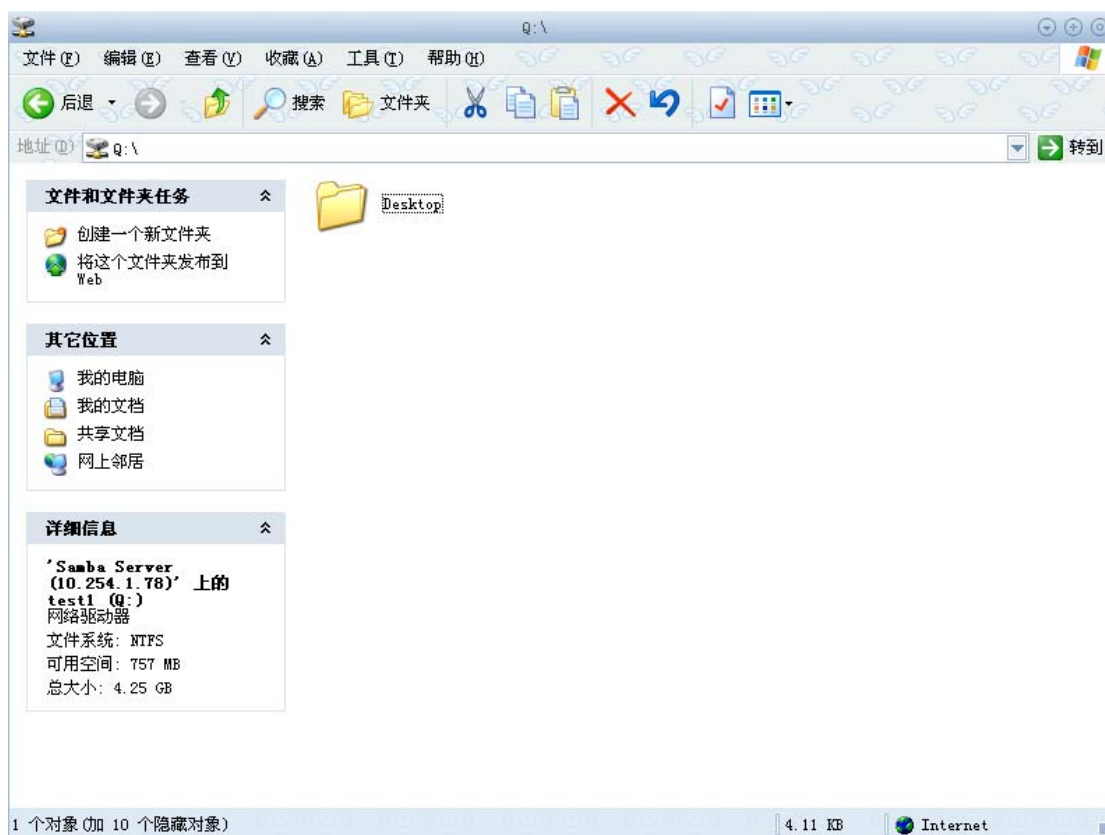 Q:\
文件(F) 编辑(E) 查看(V) 收藏(A) 工具(T) 帮助(H)
后退 搜索 文件夹
地址(D) Q:\ 转到
文件和文件夹任务
Desktop
创建一个新文件夹
将这个文件夹发布到
Web
其它位置
我的电脑
我的文档
共享文档
网上邻居
详细信息
'Samba Server
(10.254.1.78)' 上的
test1 (Q:)
网络驱动器
文件系统: NTFS
可用空间: 757 MB
总大小: 4.25 GB
1 个对象(加 10 个隐藏对象) 4.11 KB Internet